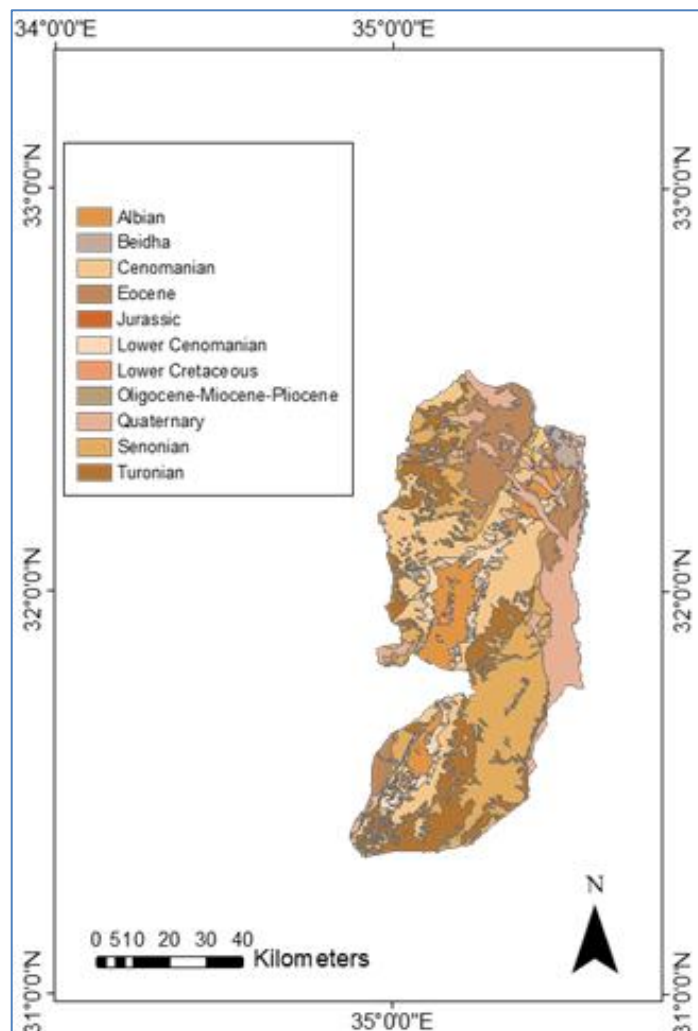 34°0'0"E 35°0'0"E
33°0'0"N 33°0'0"N
Albian
Beidha
Cenomanian
Eocene
Jurassic
Lower Cenomanian
Lower Cretaceous
Oligocene-Miocene-Pliocene
Quaternary
Senonian
Turonian
32°0'0"N 32°0'0"N
N
0 510 20 30 40
Kilometers
31°0'0"N 31°0'0"N
35°0'0"E